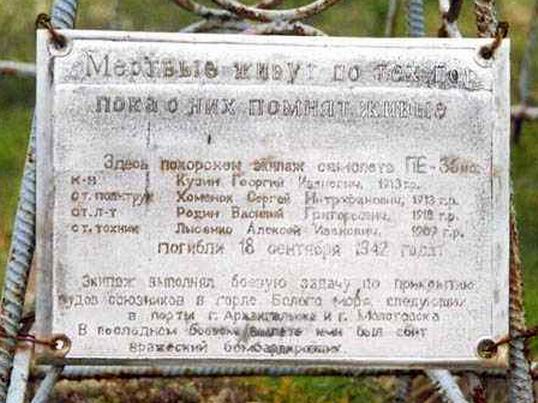 Мертвые живут до тех пор
пока о них помнят живые
Здесь похоронен экипаж самолета ПЕ-3бис
к-н Кузин Георгий Иванович, 1913 г.р.
ст. политрук Хоменок Сергей Митрофанович, 1913 г.р.
ст. л-т Родин Василий Григорьевич, 1918 г.р.
ст. техник Лысенко Алексей Иванович, г.р.
погибли 18 сентября 1942 года
Экипаж выполнял боевую задачу по прикрытию
судов союзников в горле Белого моря, следующих
в порты г. Архангельска и г. Молотовска
В последнем боевом вылете ими был сбит
вражеский бомбардировщик.